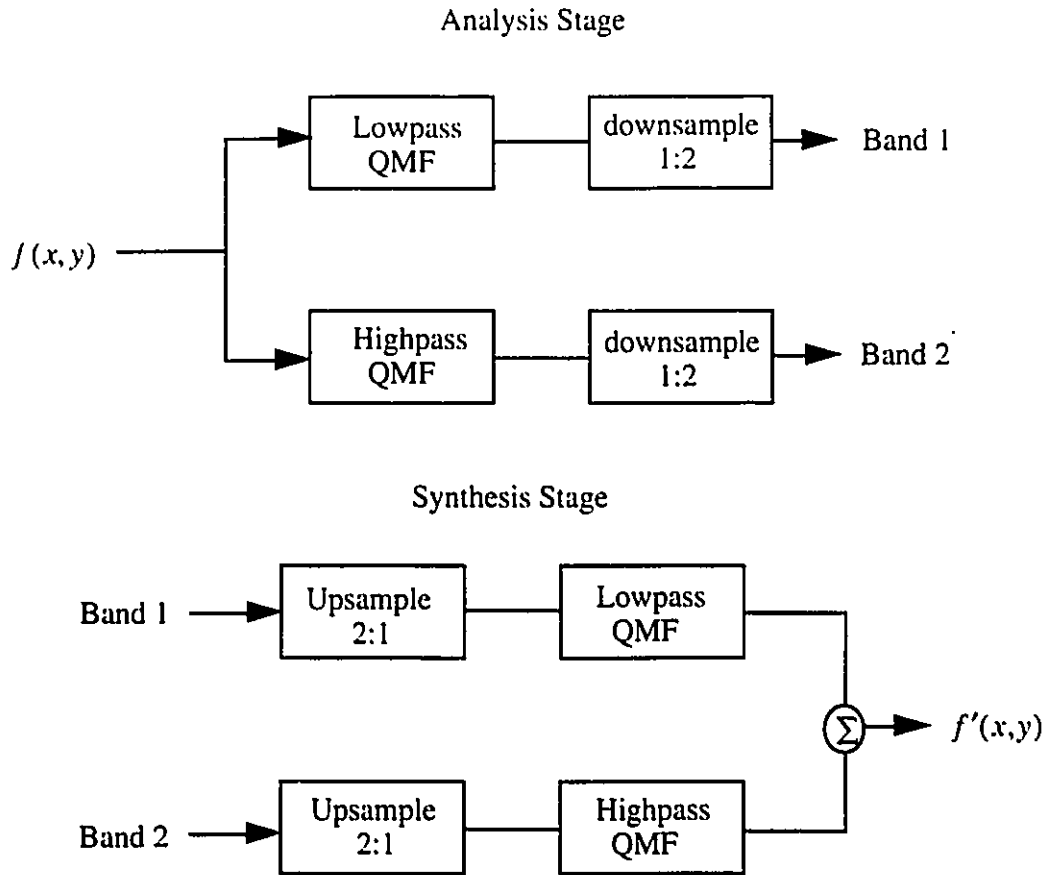 Analysis Stage
Lowpass
QMF
downsample
1:2
Band 1
f(x,y)
Highpass
QMF
downsample
1:2
Band 2
Synthesis Stage
Band 1
Upsample
2:1
Lowpass
QMF
Σ
f'(x,y)
Band 2
Upsample
2:1
Highpass
QMF